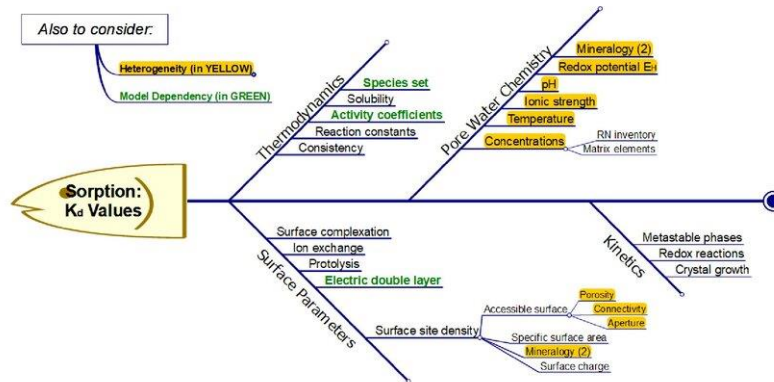 Also to consider:
Heterogeneity (in YELLOW)
Model Dependency (in GREEN)
Thermodynamics
Species set
Solubility
Activity coefficients
Reaction constants
Consistency
Pore Water Chemistry
Mineralogy (2)
Redox potential EH
pH
Ionic strength
Temperature
Concentrations
RN inventory
Matrix elements
Sorption:
Kd Values
Surface Parameters
Surface complexation
Ion exchange
Protolysis
Electric double layer
Surface site density
Accessible surface
Porosity
Connectivity
Aperture
Specific surface area
Mineralogy (2)
Surface charge
Kinetics
Metastable phases
Redox reactions
Crystal growth